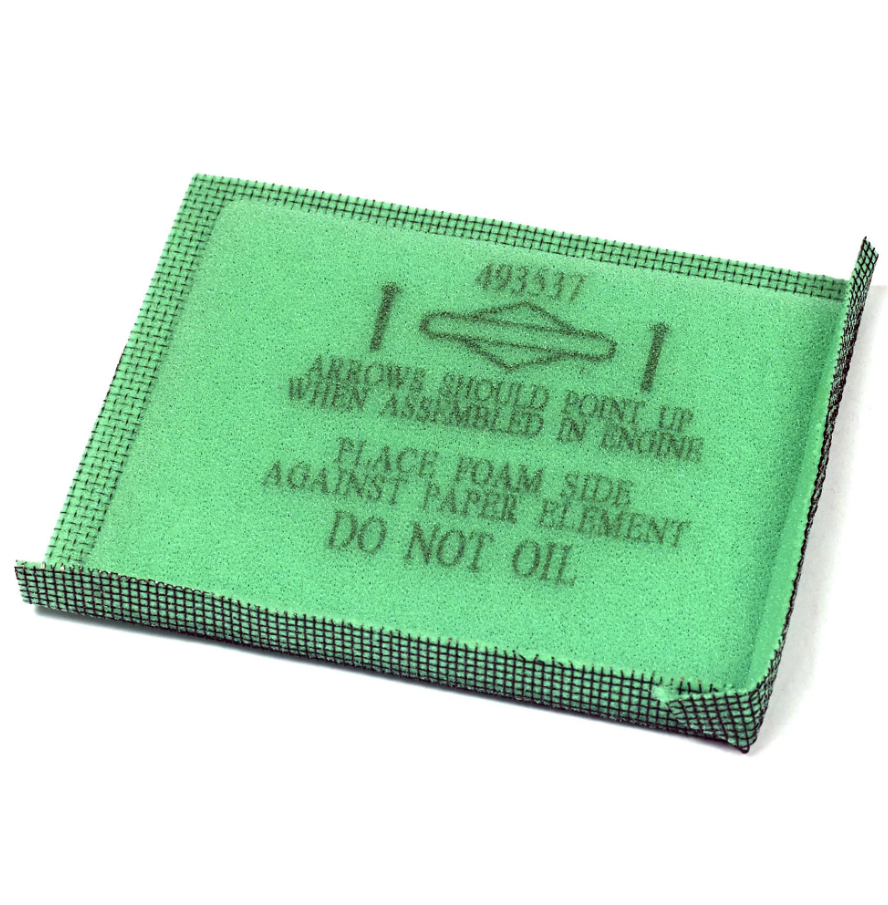 493537
ARROWS SHOULD POINT UP
WHEN ASSEMBLED IN ENGINE
PLACE FOAM SIDE
AGAINST PAPER ELEMENT
DO NOT OIL